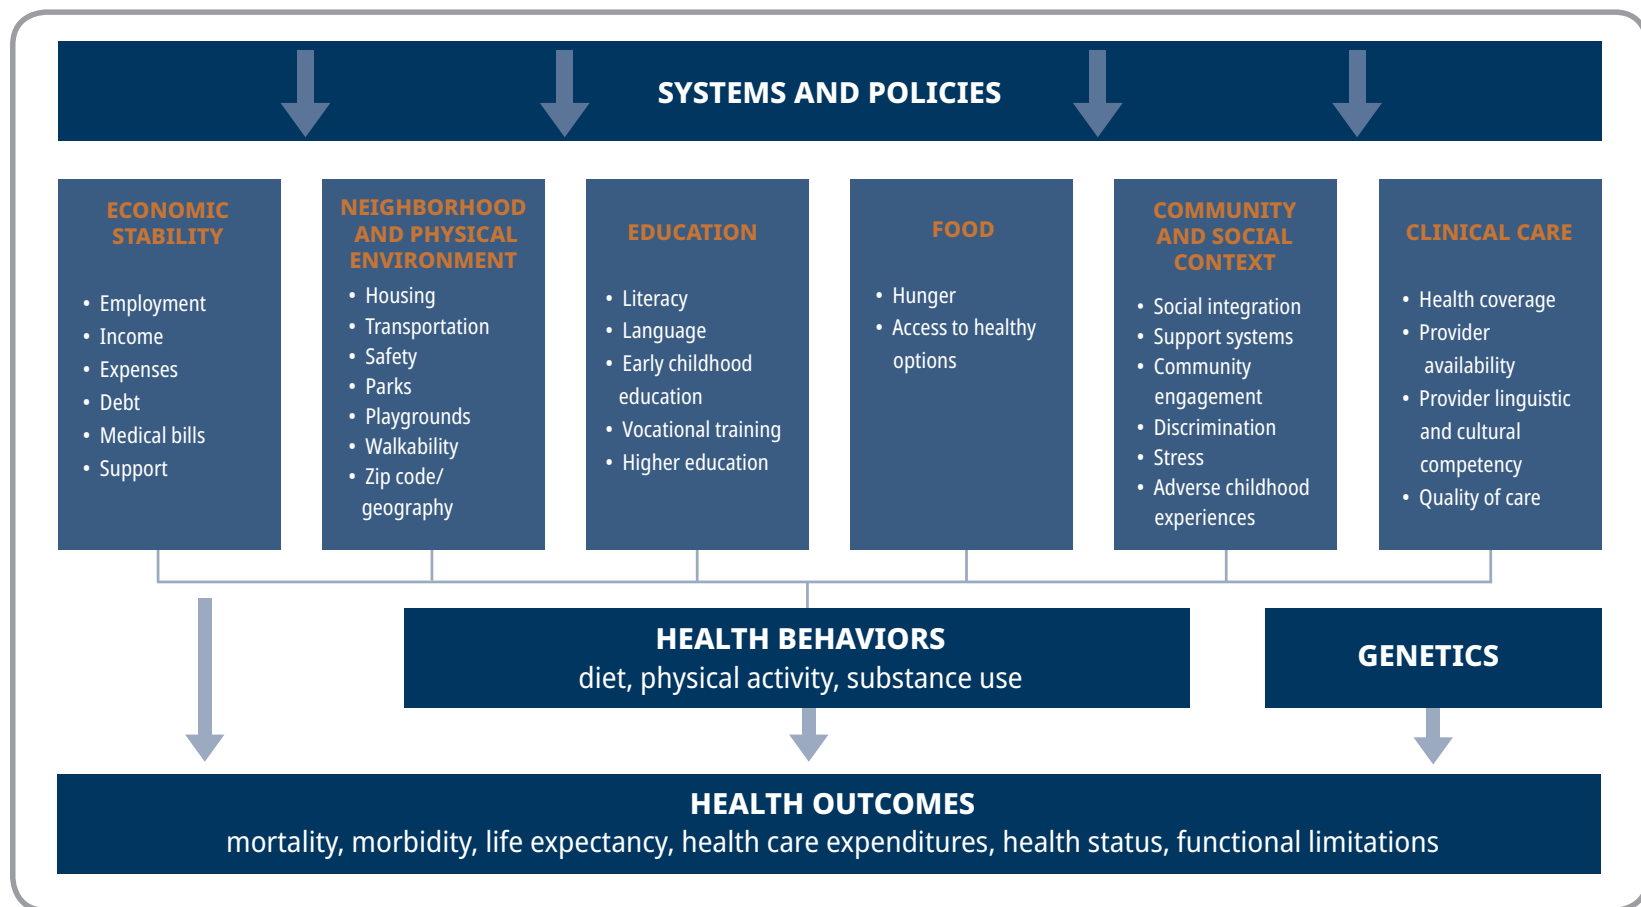 SYSTEMS AND POLICIES
ECONOMIC
STABILITY
• Employment
• Income
• Expenses
• Debt
• Medical bills
• Support
NEIGHBORHOOD
AND PHYSICAL
ENVIRONMENT
• Housing
• Transportation
• Safety
• Parks
• Playgrounds
• Walkability
• Zip code/
geography
EDUCATION
• Literacy
• Language
• Early childhood
education
• Vocational training
• Higher education
FOOD
• Hunger
• Access to healthy
options
COMMUNITY
AND SOCIAL
CONTEXT
• Social integration
• Support systems
• Community
engagement
• Discrimination
• Stress
• Adverse childhood
experiences
CLINICAL CARE
• Health coverage
• Provider
availability
• Provider linguistic
and cultural
competency
• Quality of care
HEALTH BEHAVIORS
diet, physical activity, substance use
GENETICS
HEALTH OUTCOMES
mortality, morbidity, life expectancy, health care expenditures, health status, functional limitations